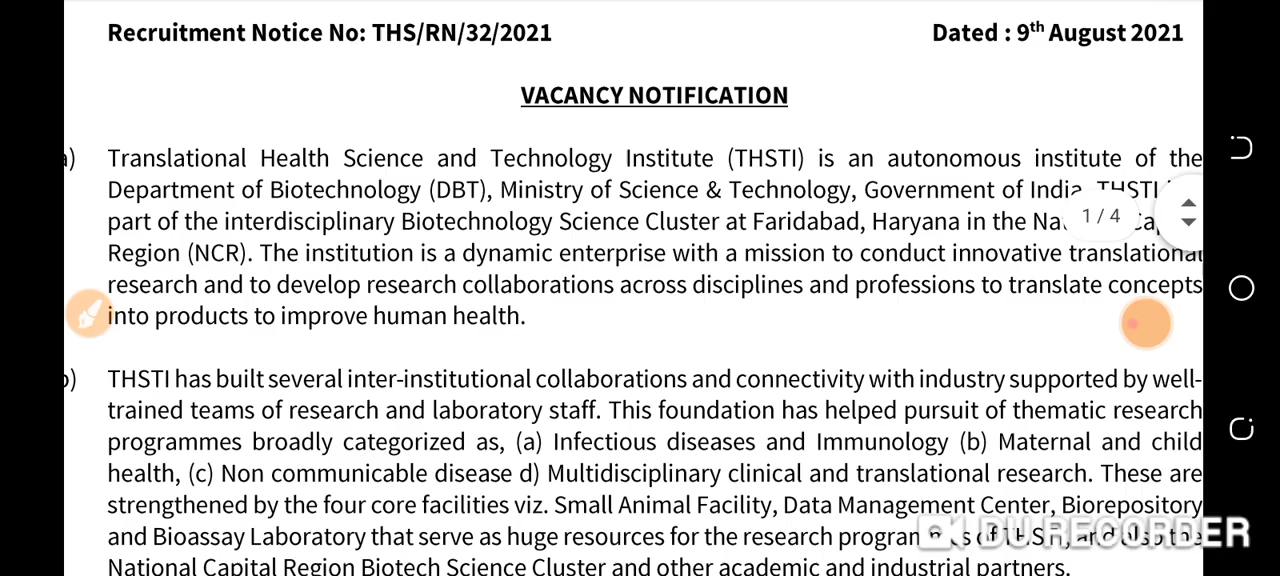 Recruitment Notice No: THS/RN/32/2021 Dated : 9th August 2021
VACANCY NOTIFICATION
a) Translational Health Science and Technology Institute (THSTI) is an autonomous institute of the
Department of Biotechnology (DBT), Ministry of Science & Technology, Government of India. THSTI
part of the interdisciplinary Biotechnology Science Cluster at Faridabad, Haryana in the
1 / 4
Region (NCR). The institution is a dynamic enterprise with a mission to conduct innovative translational
research and to develop research collaborations across disciplines and professions to translate concepts
into products to improve human health.
b) THSTI has built several inter-institutional collaborations and connectivity with industry supported by well-
trained teams of research and laboratory staff. This foundation has helped pursuit of thematic research
programmes broadly categorized as, (a) Infectious diseases and Immunology (b) Maternal and child
health, (c) Non communicable disease d) Multidisciplinary clinical and translational research. These are
strengthened by the four core facilities viz. Small Animal Facility, Data Management Center, Biorepository
and Bioassay Laboratory that serve as huge resources for the research of THSTI, and also the
DU RECORDER
National Capital Region Biotech Science Cluster and other academic and industrial partners.